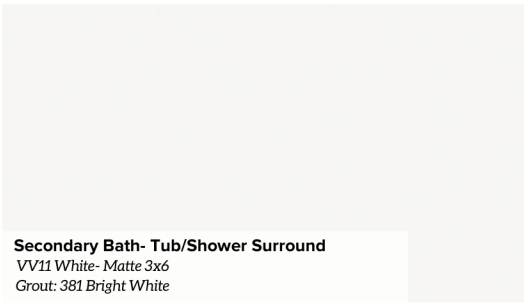 Secondary Bath- Tub/Shower Surround
VV11 White- Matte 3x6
Grout: 381 Bright White